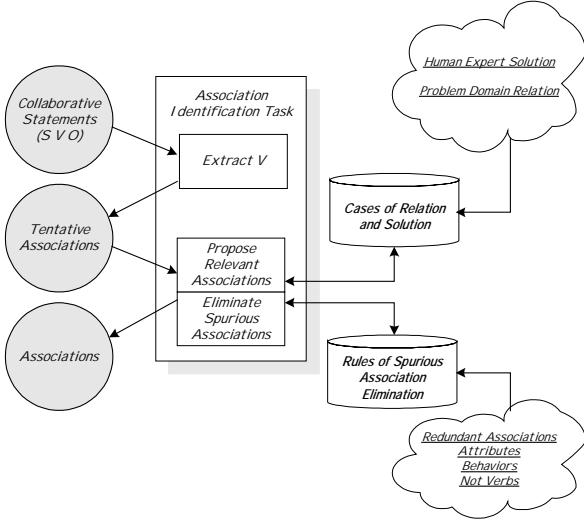 Human Expert Solution
Problem Domain Relation
Collaborative
Statements
(S V O)
Association
Identification Task
Extract V
Tentative
Associations
Cases of Relation
and Solution
Propose
Relevant
Associations
Eliminate
Spurious
Associations
Associations
Rules of Spurious
Association
Elimination
Redundant Associations
Attributes
Behaviors
Not Verbs